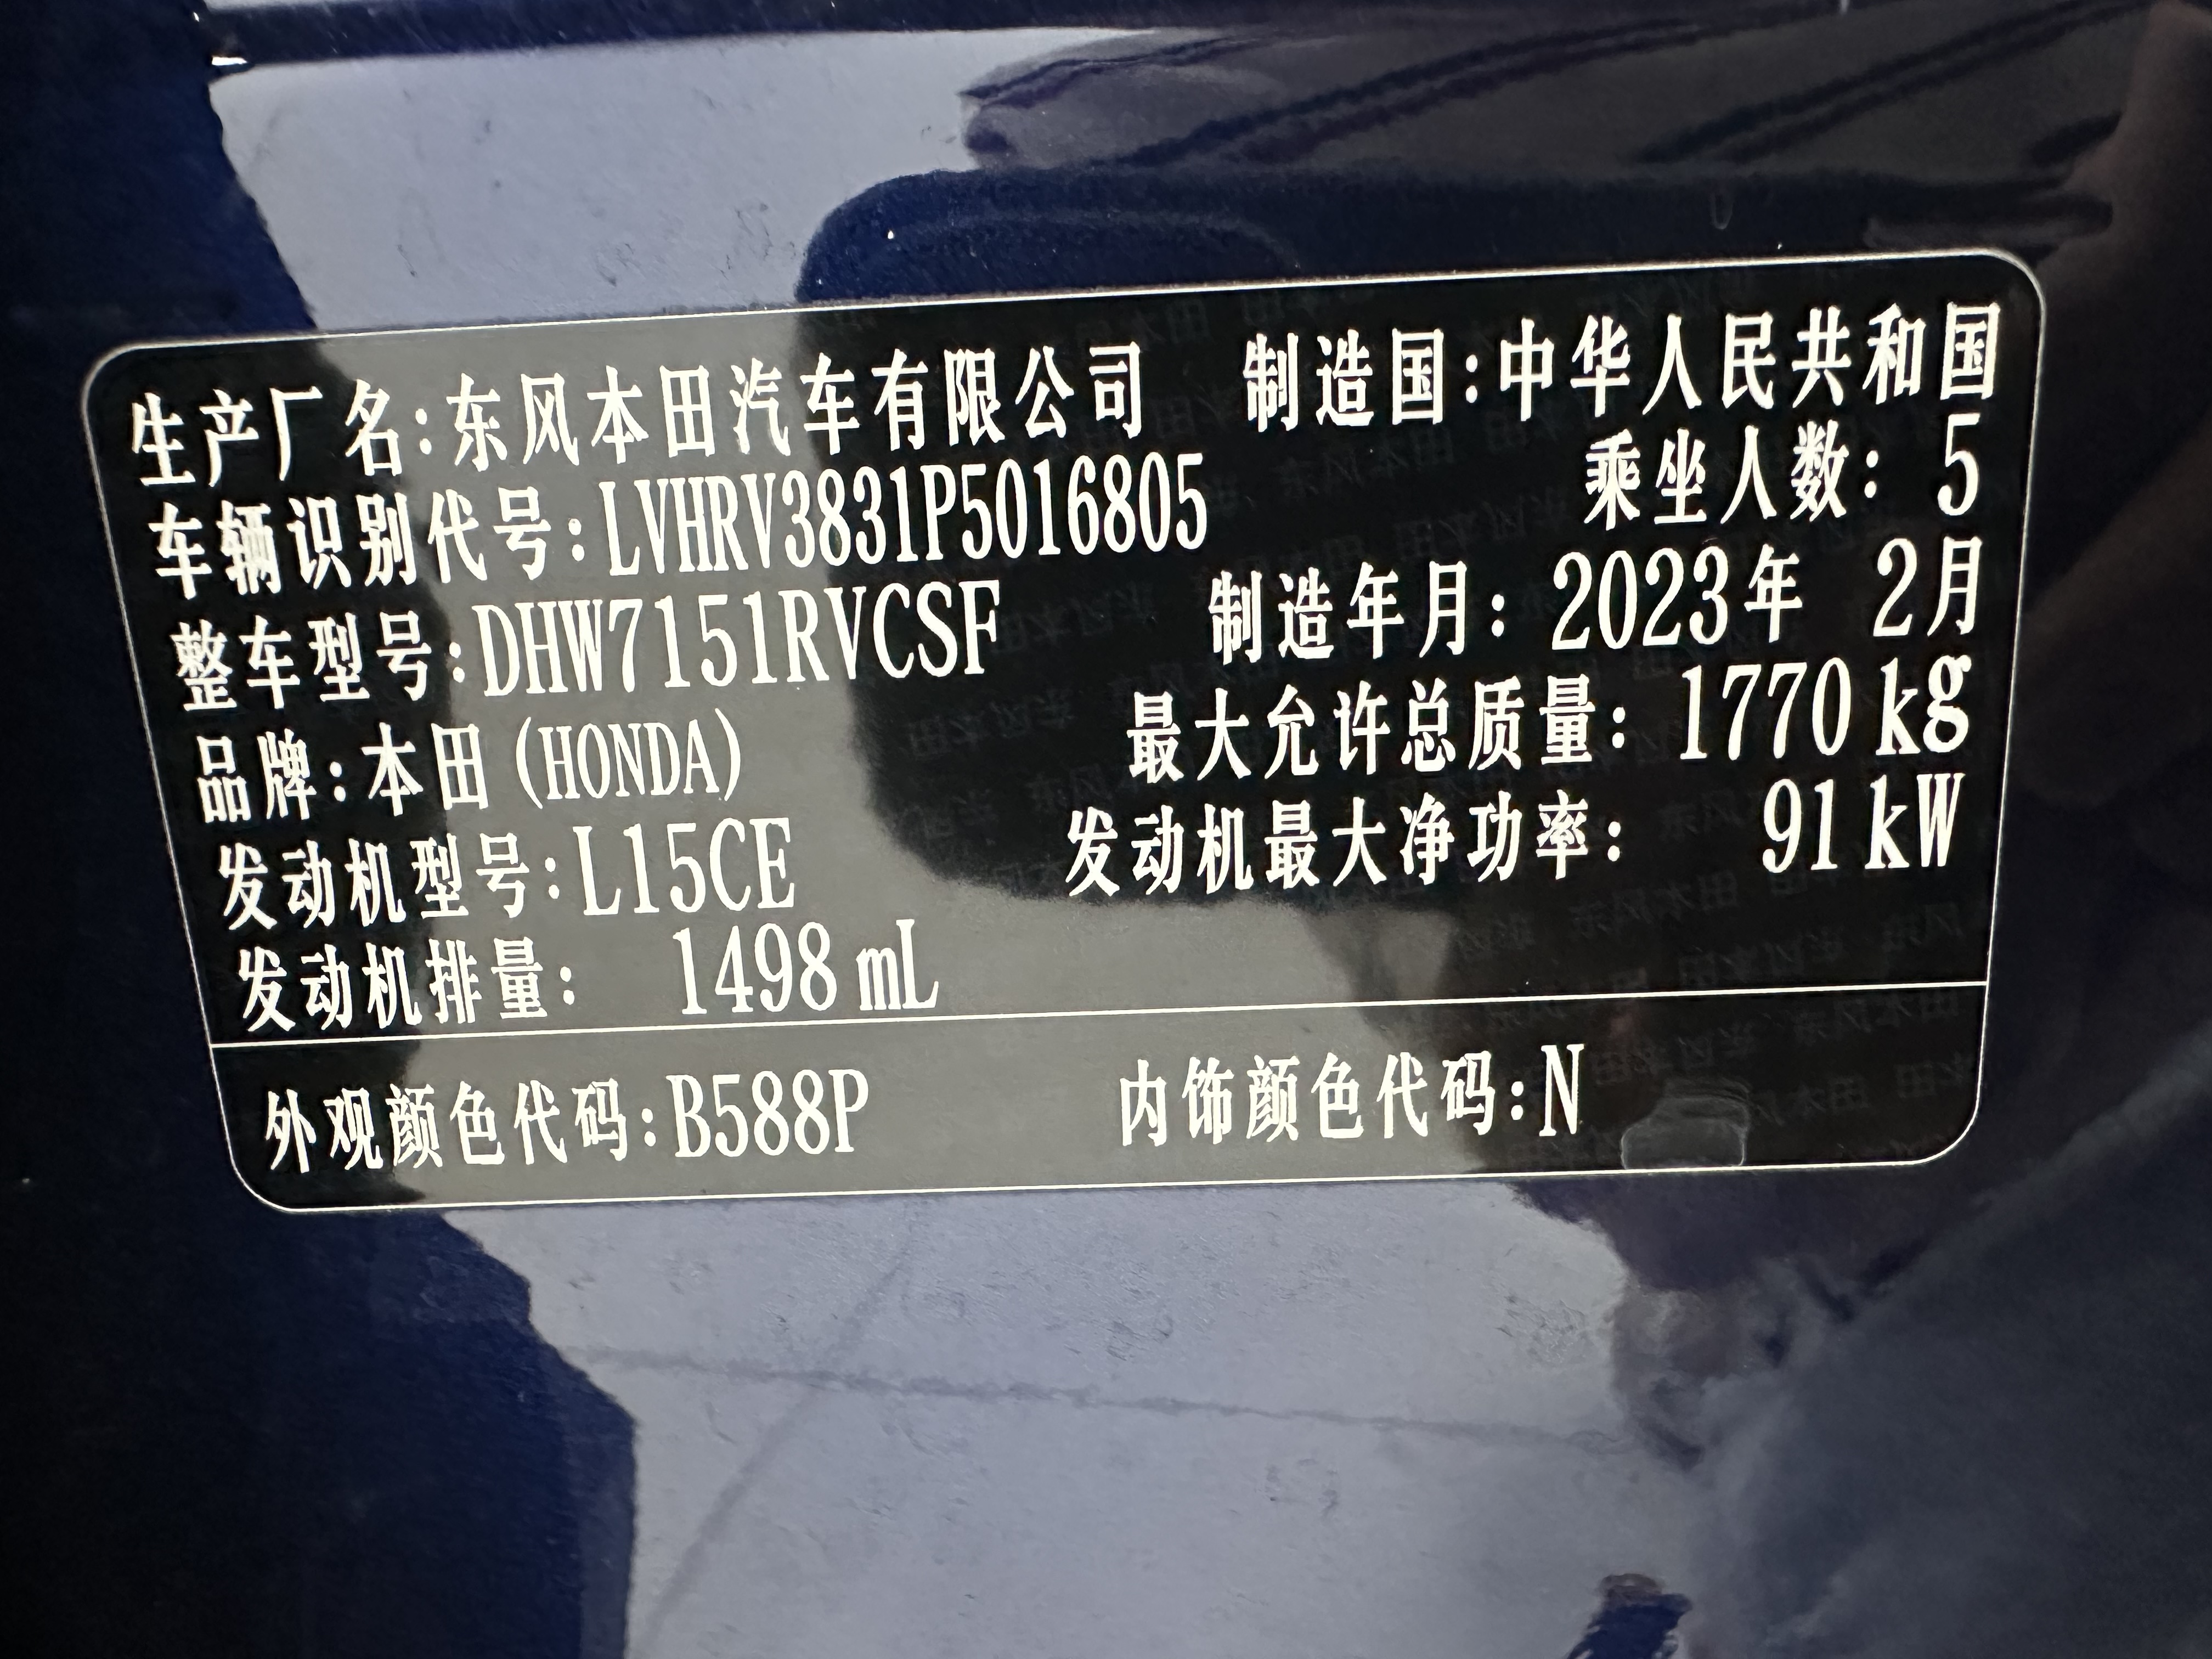 生产厂名:东风本田汽车有限公司 制造国:中华人民共和国
车辆识别代号:LVHRV3831P5016805 乘坐人数: 5
整车型号:DHW7151RVCSF 制造年月: 2023年 2月
品牌:本田 (HONDA) 最大允许总质量: 1770 kg
发动机型号:L15CE 发动机最大净功率: 91 kW
发动机排量: 1498 mL
外观颜色代码:B588P 内饰颜色代码:N